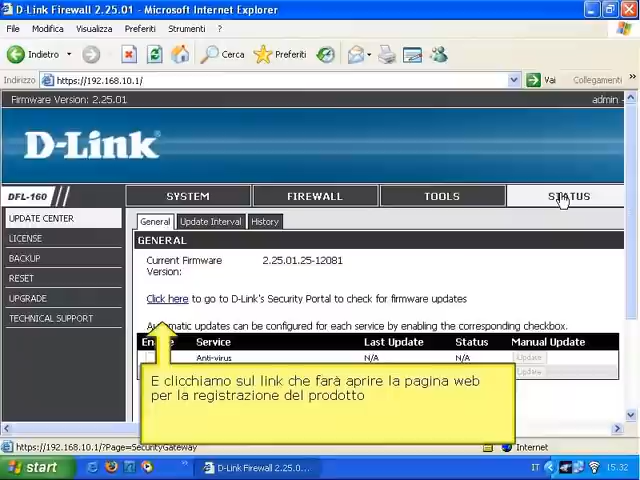 D-Link Firewall 2.25.01 - Microsoft Internet Explorer
File Modifica Visualizza Preferiti Strumenti ?
Indietro Cerca Preferiti
Indirizzo https://192.168.10.1/ Vai Collegamenti
Firmware Version: 2.25.01 admin
D-Link
DFL-160 SYSTEM FIREWALL TOOLS STATUS
UPDATE CENTER
LICENSE
BACKUP
RESET
UPGRADE
TECHNICAL SUPPORT
General Update Interval History
GENERAL
Current Firmware 2.25.01.25-12081
Version:
Click here to go to D-Link's Security Portal to check for firmware updates
Automatic updates can be configured for each service by enabling the corresponding checkbox.
Service Last Update Status Manual Update
Anti-virus N/A N/A Update
Update
E clicchiamo sul link che farà aprire la pagina web
per la registrazione del prodotto
https://192.168.10.1/?Page=SecurityGateway Internet
start D-Link Firewall 2.25.0... IT 15.32